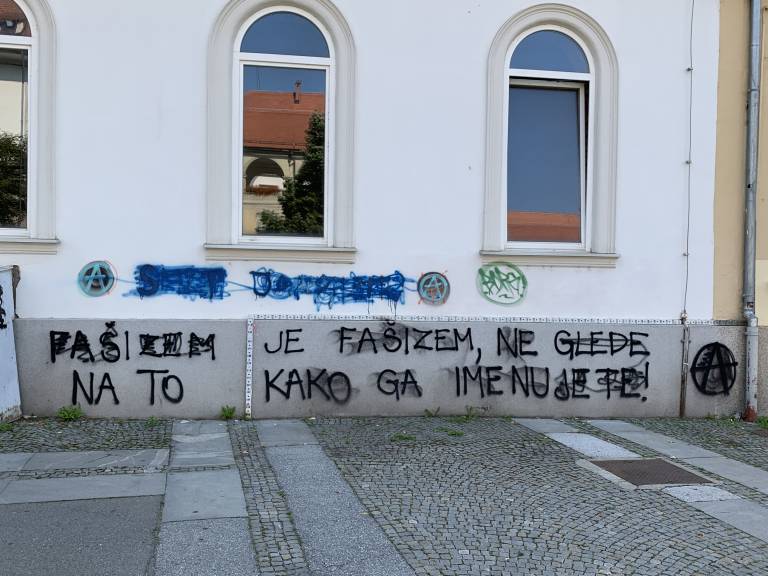 FAŠIZEM JE FAŠIZEM, NE GLEDE
NA TO KAKO GA IMENUJETE!